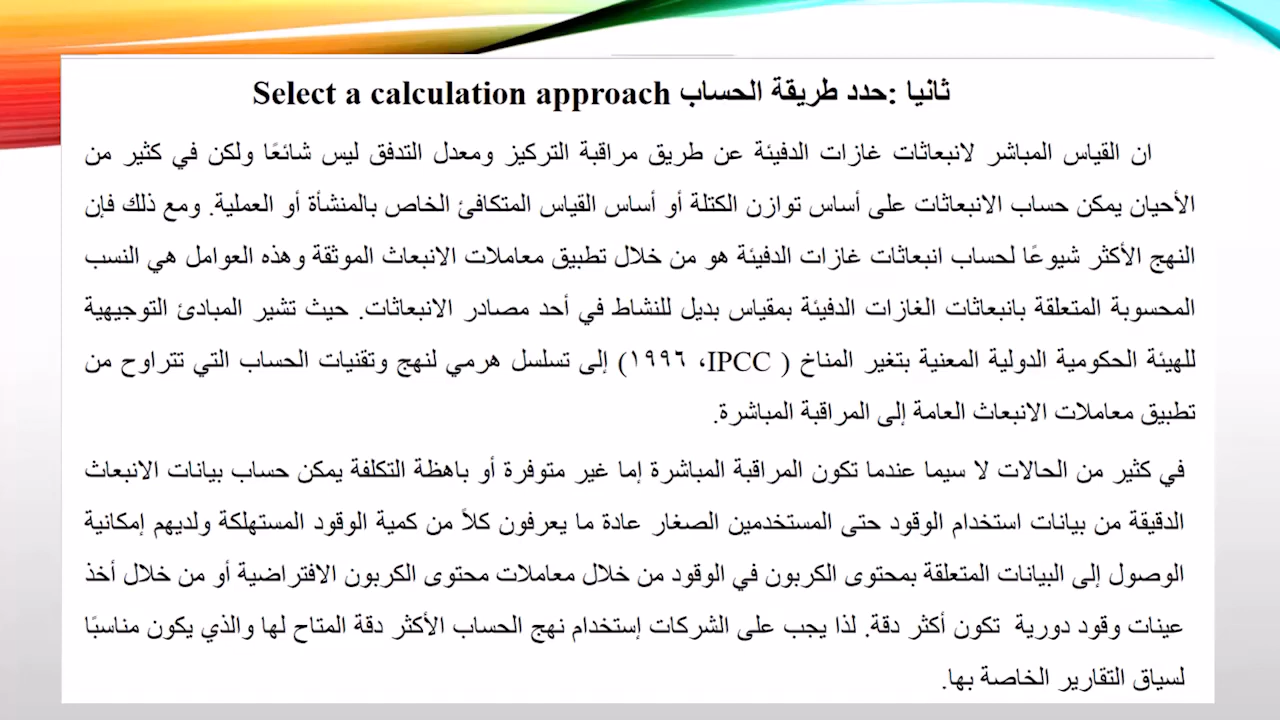 ثانيا :حدد طريقة الحساب Select a calculation approach
ان القياس المباشر لانبعاثات غازات الدفيئة عن طريق مراقبة التركيز ومعدل التدفق ليس شائعًا ولكن في كثير من
الأحيان يمكن حساب الانبعاثات على أساس توازن الكتلة أو أساس القياس المتكافئ الخاص بالمنشأة أو العملية. ومع ذلك فإن
النهج الأكثر شيوعًا لحساب انبعاثات غازات الدفيئة هو من خلال تطبيق معاملات الانبعاث الموثقة وهذه العوامل هي النسب
المحسوبة المتعلقة بانبعاثات الغازات الدفيئة بمقياس بديل للنشاط في أحد مصادر الانبعاثات. حيث تشير المبادئ التوجيهية
للهيئة الحكومية الدولية المعنية بتغير المناخ ( IPCC، ١٩٩٦) إلى تسلسل هرمي لنهج وتقنيات الحساب التي تتراوح من
تطبيق معاملات الانبعاث العامة إلى المراقبة المباشرة.
في كثير من الحالات لا سيما عندما تكون المراقبة المباشرة إما غير متوفرة أو باهظة التكلفة يمكن حساب بيانات الانبعاث
الدقيقة من بيانات استخدام الوقود حتى المستخدمين الصغار عادة ما يعرفون كلاً من كمية الوقود المستهلكة ولديهم إمكانية
الوصول إلى البيانات المتعلقة بمحتوى الكربون في الوقود من خلال معاملات محتوى الكربون الافتراضية أو من خلال أخذ
عينات وقود دورية تكون أكثر دقة. لذا يجب على الشركات إستخدام نهج الحساب الأكثر دقة المتاح لها والذي يكون مناسبًا
لسياق التقارير الخاصة بها.